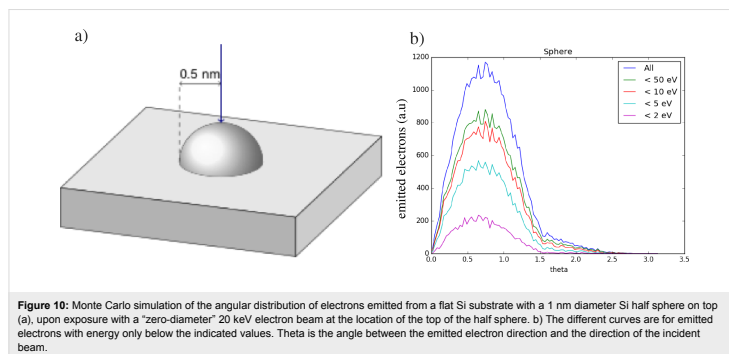 a)
0.5 nm
b)
Sphere
emitted electrons (a.u)
1200
1000
800
600
400
200
0
0.0 0.5 1.0 1.5 2.0 2.5 3.0 3.5
theta
All
< 50 eV
< 10 eV
< 5 eV
< 2 eV
Figure 10: Monte Carlo simulation of the angular distribution of electrons emitted from a flat Si substrate with a 1 nm diameter Si half sphere on top
(a), upon exposure with a “zero-diameter” 20 keV electron beam at the location of the top of the half sphere. b) The different curves are for emitted
electrons with energy only below the indicated values. Theta is the angle between the emitted electron direction and the direction of the incident
beam.